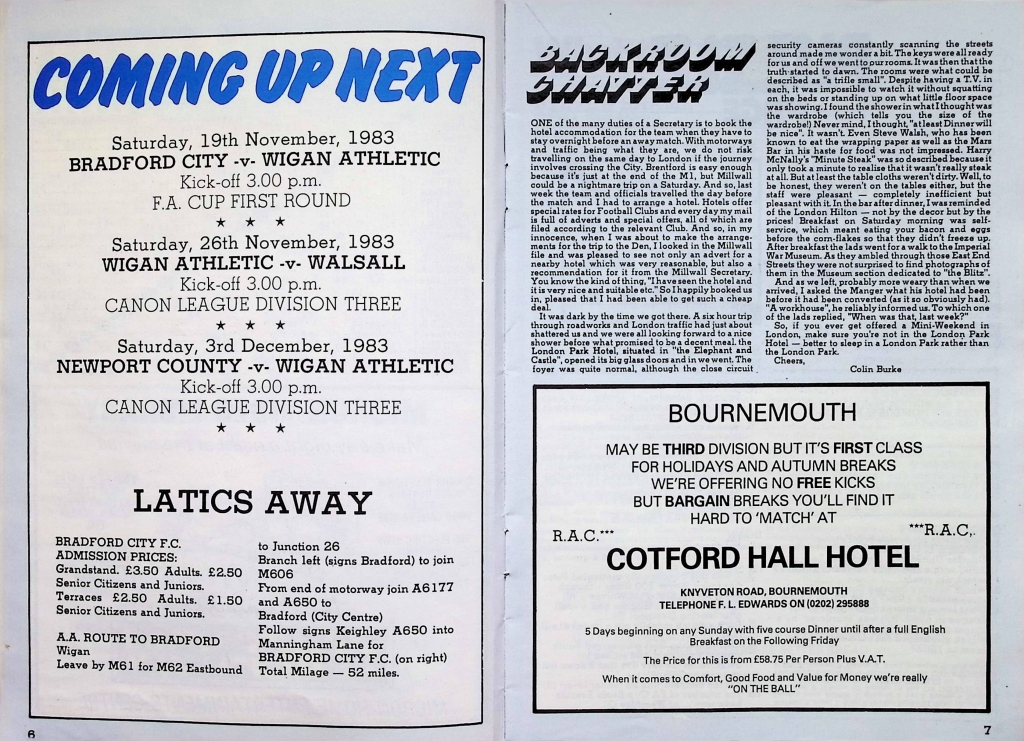 COMING UP NEXT
Saturday, 19th November, 1983
BRADFORD CITY -v- WIGAN ATHLETIC
Kick-off 3.00 p.m.
F.A. CUP FIRST ROUND
★ ★ ★
Saturday, 26th November, 1983
WIGAN ATHLETIC -v- WALSALL
Kick-off 3.00 p.m.
CANON LEAGUE DIVISION THREE
★ ★ ★
Saturday, 3rd December, 1983
NEWPORT COUNTY -v- WIGAN ATHLETIC
Kick-off 3.00 p.m.
CANON LEAGUE DIVISION THREE
★ ★ ★
LATICS AWAY
BRADFORD CITY F.C.
ADMISSION PRICES:
Grandstand. £3.50 Adults. £2.50
Senior Citizens and Juniors.
Terraces £2.50 Adults. £1.50
Senior Citizens and Juniors.
A.A. ROUTE TO BRADFORD
Wigan
Leave by M61 for M62 Eastbound
to Junction 26
Branch left (signs Bradford) to join
M606
From end of motorway join A6177
and A650 to
Bradford (City Centre)
Follow signs Keighley A650 into
Manningham Lane for
BRADFORD CITY F.C. (on right)
Total Milage — 52 miles.
6
BACKROOM
CHATTER
ONE of the many duties of a Secretary is to book
the hotel accommodation for the team when they have to
stay overnight before an away match. With motorways
and traffic being what they are, we do not risk
travelling on the same day to London if the journey
involves crossing the City. Brentford is easy enough
because it's just at the end of the M1, but Millwall
could be a nightmare trip on a Saturday. And so, last
week the team and officials travelled the day before
the match and I had to arrange a hotel. Hotels offer
special rates for Football Clubs and every day my mail
is full of adverts and special offers, all of which are
filed according to the relevant Club. And so, in my
innocence, when I was about to make the arrange-
ments for the trip to the Den, I looked in the Millwall
file and was pleased to see not only an advert for a
nearby hotel which was very reasonable, but also a
recommendation for it from the Millwall Secretary.
You know the kind of thing, "I have seen the hotel and
it is very nice and suitable etc." So I happily booked us
in, pleased that I had been able to get such a cheap
deal.
It was dark by the time we got there. A six hour trip
through roadworks and London traffic had just about
shattered us and we were all looking forward to a nice
shower before what promised to be a decent meal. the
London Park Hotel, situated in "the Elephant and
Castle", opened its big glass doors and in we went. The
foyer was quite normal, although the close circuit
security cameras constantly scanning the streets
around made me wonder a bit. The keys were all ready
for us and off we went to pur rooms. It was then that the
truth started to dawn. The rooms were what could be
described as "a trifle small". Despite having a T.V. in
each, it was impossible to watch it without squatting
on the beds or standing up on what little floor space
was showing. I found the shower in what I thought was
the wardrobe (which tells you the size of the
wardrobe!) Never mind, I thought, "at least Dinner will
be nice". It wasn't. Even Steve Walsh, who has been
known to eat the wrapping paper as well as the Mars
Bar in his haste for food was not impressed. Harry
McNally's "Minute Steak" was so described because it
only took a minute to realise that it wasn't really steak
at all. But at least the table cloths weren't dirty. Well, to
be honest, they weren't on the tables either, but the
staff were pleasant — completely inefficient but
pleasant with it. In the bar after dinner, I was reminded
of the London Hilton — not by the decor but by the
prices! Breakfast on Saturday morning was self-
service, which meant eating your bacon and eggs
before the corn-flakes so that they didn't freeze up.
After breakfast the lads went for a walk to the Imperial
War Museum. As they ambled through those East End
Streets they were not surprised to find photographs of
them in the Museum section dedicated to "the Blitz".
And as we left, probably more weary than when we
arrived, I asked the Manger what his hotel had been
before it had been converted (as it so obviously had).
"A workhouse", he reliably informed us. To which one
of the lads replied, "When was that, last week?"
So, if you ever get offered a Mini-Weekend in
London, make sure you're not in the London Park
Hotel — better to sleep in a London Park rather than
the London Park.
Cheers,
Colin Burke
BOURNEMOUTH
MAY BE THIRD DIVISION BUT IT'S FIRST CLASS
FOR HOLIDAYS AND AUTUMN BREAKS
WE'RE OFFERING NO FREE KICKS
BUT BARGAIN BREAKS YOU'LL FIND IT
HARD TO 'MATCH' AT
R.A.C.*** ***R.A.C,.
COTFORD HALL HOTEL
KNYVETON ROAD, BOURNEMOUTH
TELEPHONE F. L. EDWARDS ON (0202) 295888
5 Days beginning on any Sunday with five course Dinner until after a full English
Breakfast on the Following Friday
The Price for this is from £58.75 Per Person Plus V.A.T.
When it comes to Comfort, Good Food and Value for Money we're really
"ON THE BALL"
7